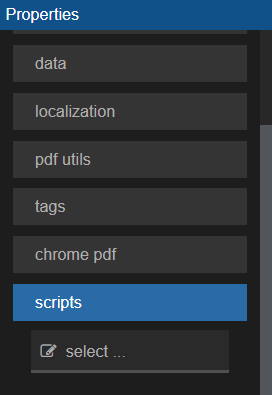 Properties
data
localization
pdf utils
tags
chrome pdf
scripts
select ...